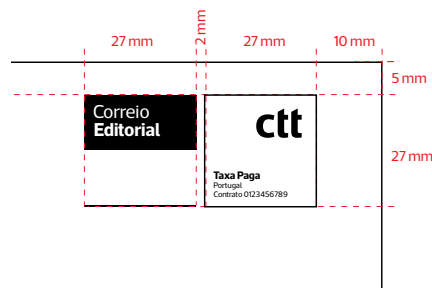 27 mm
2 mm
27 mm
10 mm
5 mm
Correio
Editorial
ctt
27 mm
Taxa Paga
Portugal
Contrato 0123456789